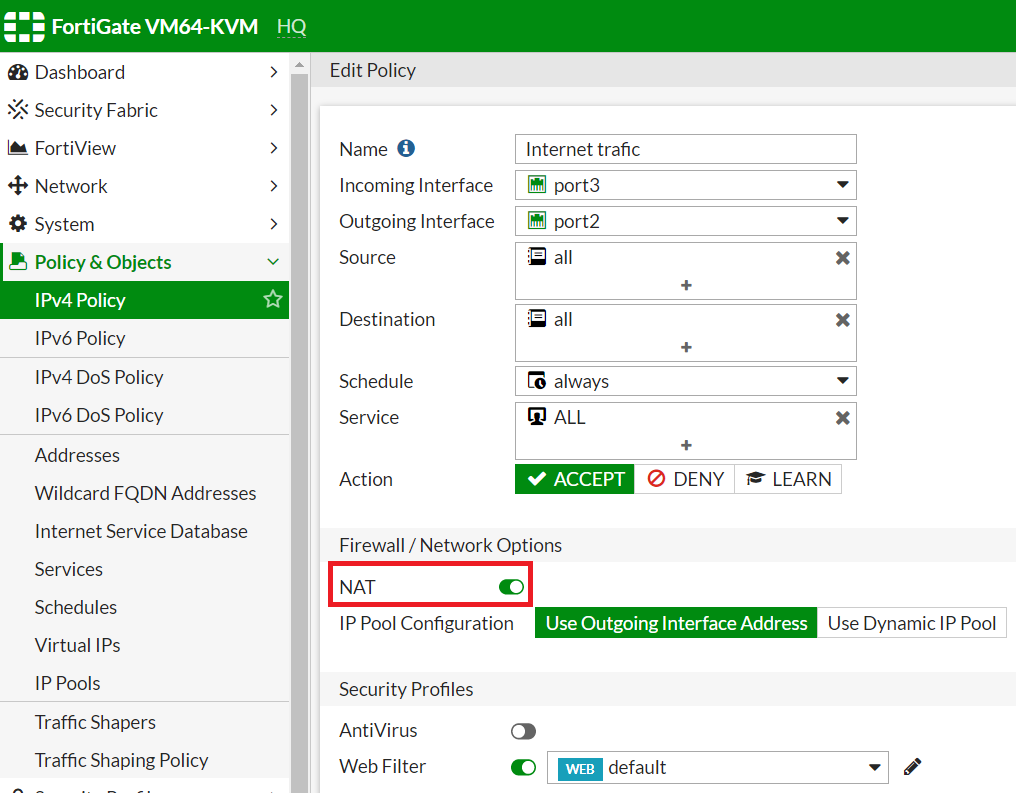 FortiGate VM64-KVM HQ
Dashboard
Security Fabric
FortiView
Network
System
Policy & Objects
IPv4 Policy
IPv6 Policy
IPv4 DoS Policy
IPv6 DoS Policy
Addresses
Wildcard FQDN Addresses
Internet Service Database
Services
Schedules
Virtual IPs
IP Pools
Traffic Shapers
Traffic Shaping Policy
Edit Policy
Name
Internet trafic
Incoming Interface
port3
Outgoing Interface
port2
Source
all
+
Destination
all
+
Schedule
always
Service
ALL
+
Action
ACCEPT DENY LEARN
Firewall / Network Options
NAT
IP Pool Configuration
Use Outgoing Interface Address Use Dynamic IP Pool
Security Profiles
AntiVirus
Web Filter
WEB default